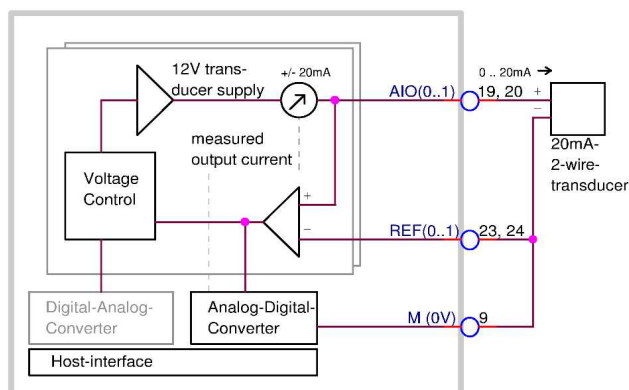 12V trans-
ducer supply
+/- 20mA
AIO(0..1)
19, 20
0 .. 20mA
+
−
20mA-
2-wire-
transducer
measured
output current
Voltage
Control
+
−
REF(0..1)
23, 24
Digital-Analog-
Converter
Analog-Digital-
Converter
M (0V)
9
Host-interface